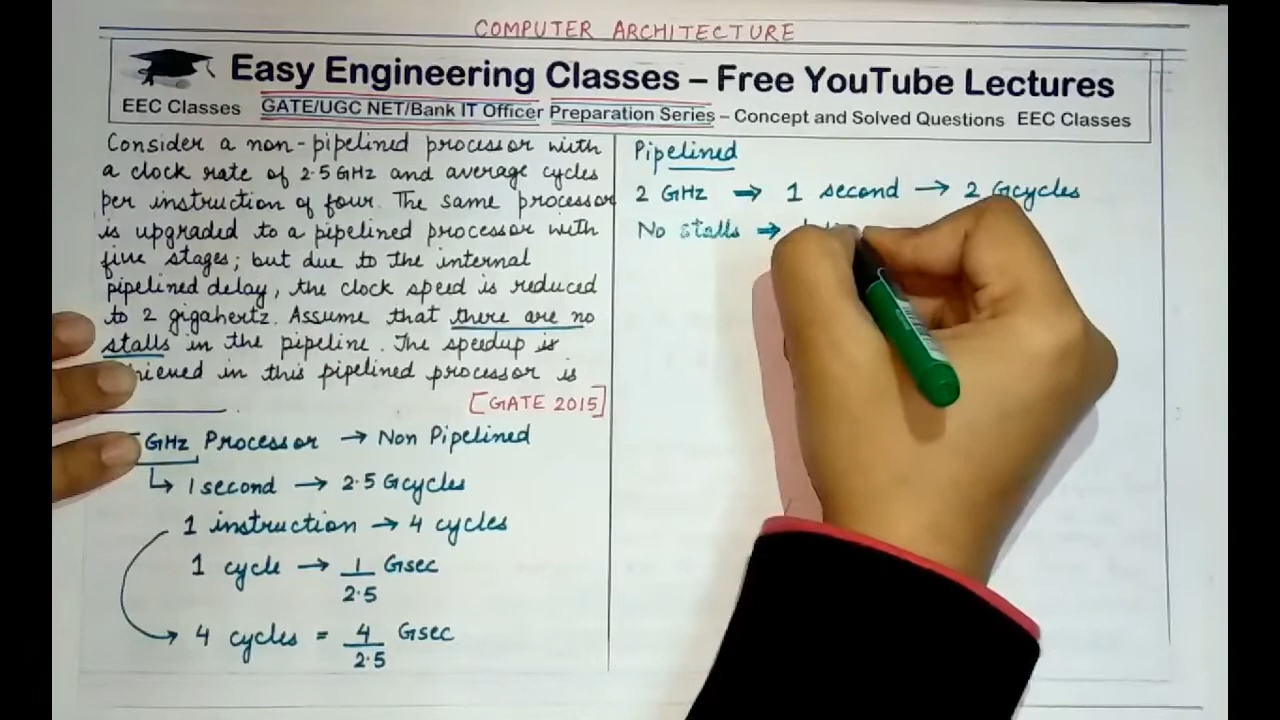 COMPUTER ARCHITECTURE
Easy Engineering Classes – Free YouTube Lectures
EEC Classes GATE/UGC NET/Bank IT Officer Preparation Series – Concept and Solved Questions EEC Classes
Consider a non-pipelined processor with
a clock rate of 2.5 GHz and average cycles
per instruction of four. The same processor
is upgraded to a pipelined processor with
five stages; but due to the internal
pipelined delay, the clock speed is reduced
to 2 gigahertz. Assume that there are no
stalls in the pipeline. The speedup is
in this pipelined processor is
[GATE 2015]
GHz Processor → Non Pipelined
↳ 1 second → 2.5 Gcycles
1 instruction → 4 cycles
1 cycle → 1/2.5 Gsec
→ 4 cycles = 4/2.5 Gsec
Pipelined
2 GHz ⇒ 1 second → 2 Gcycles
No stalls ⇒